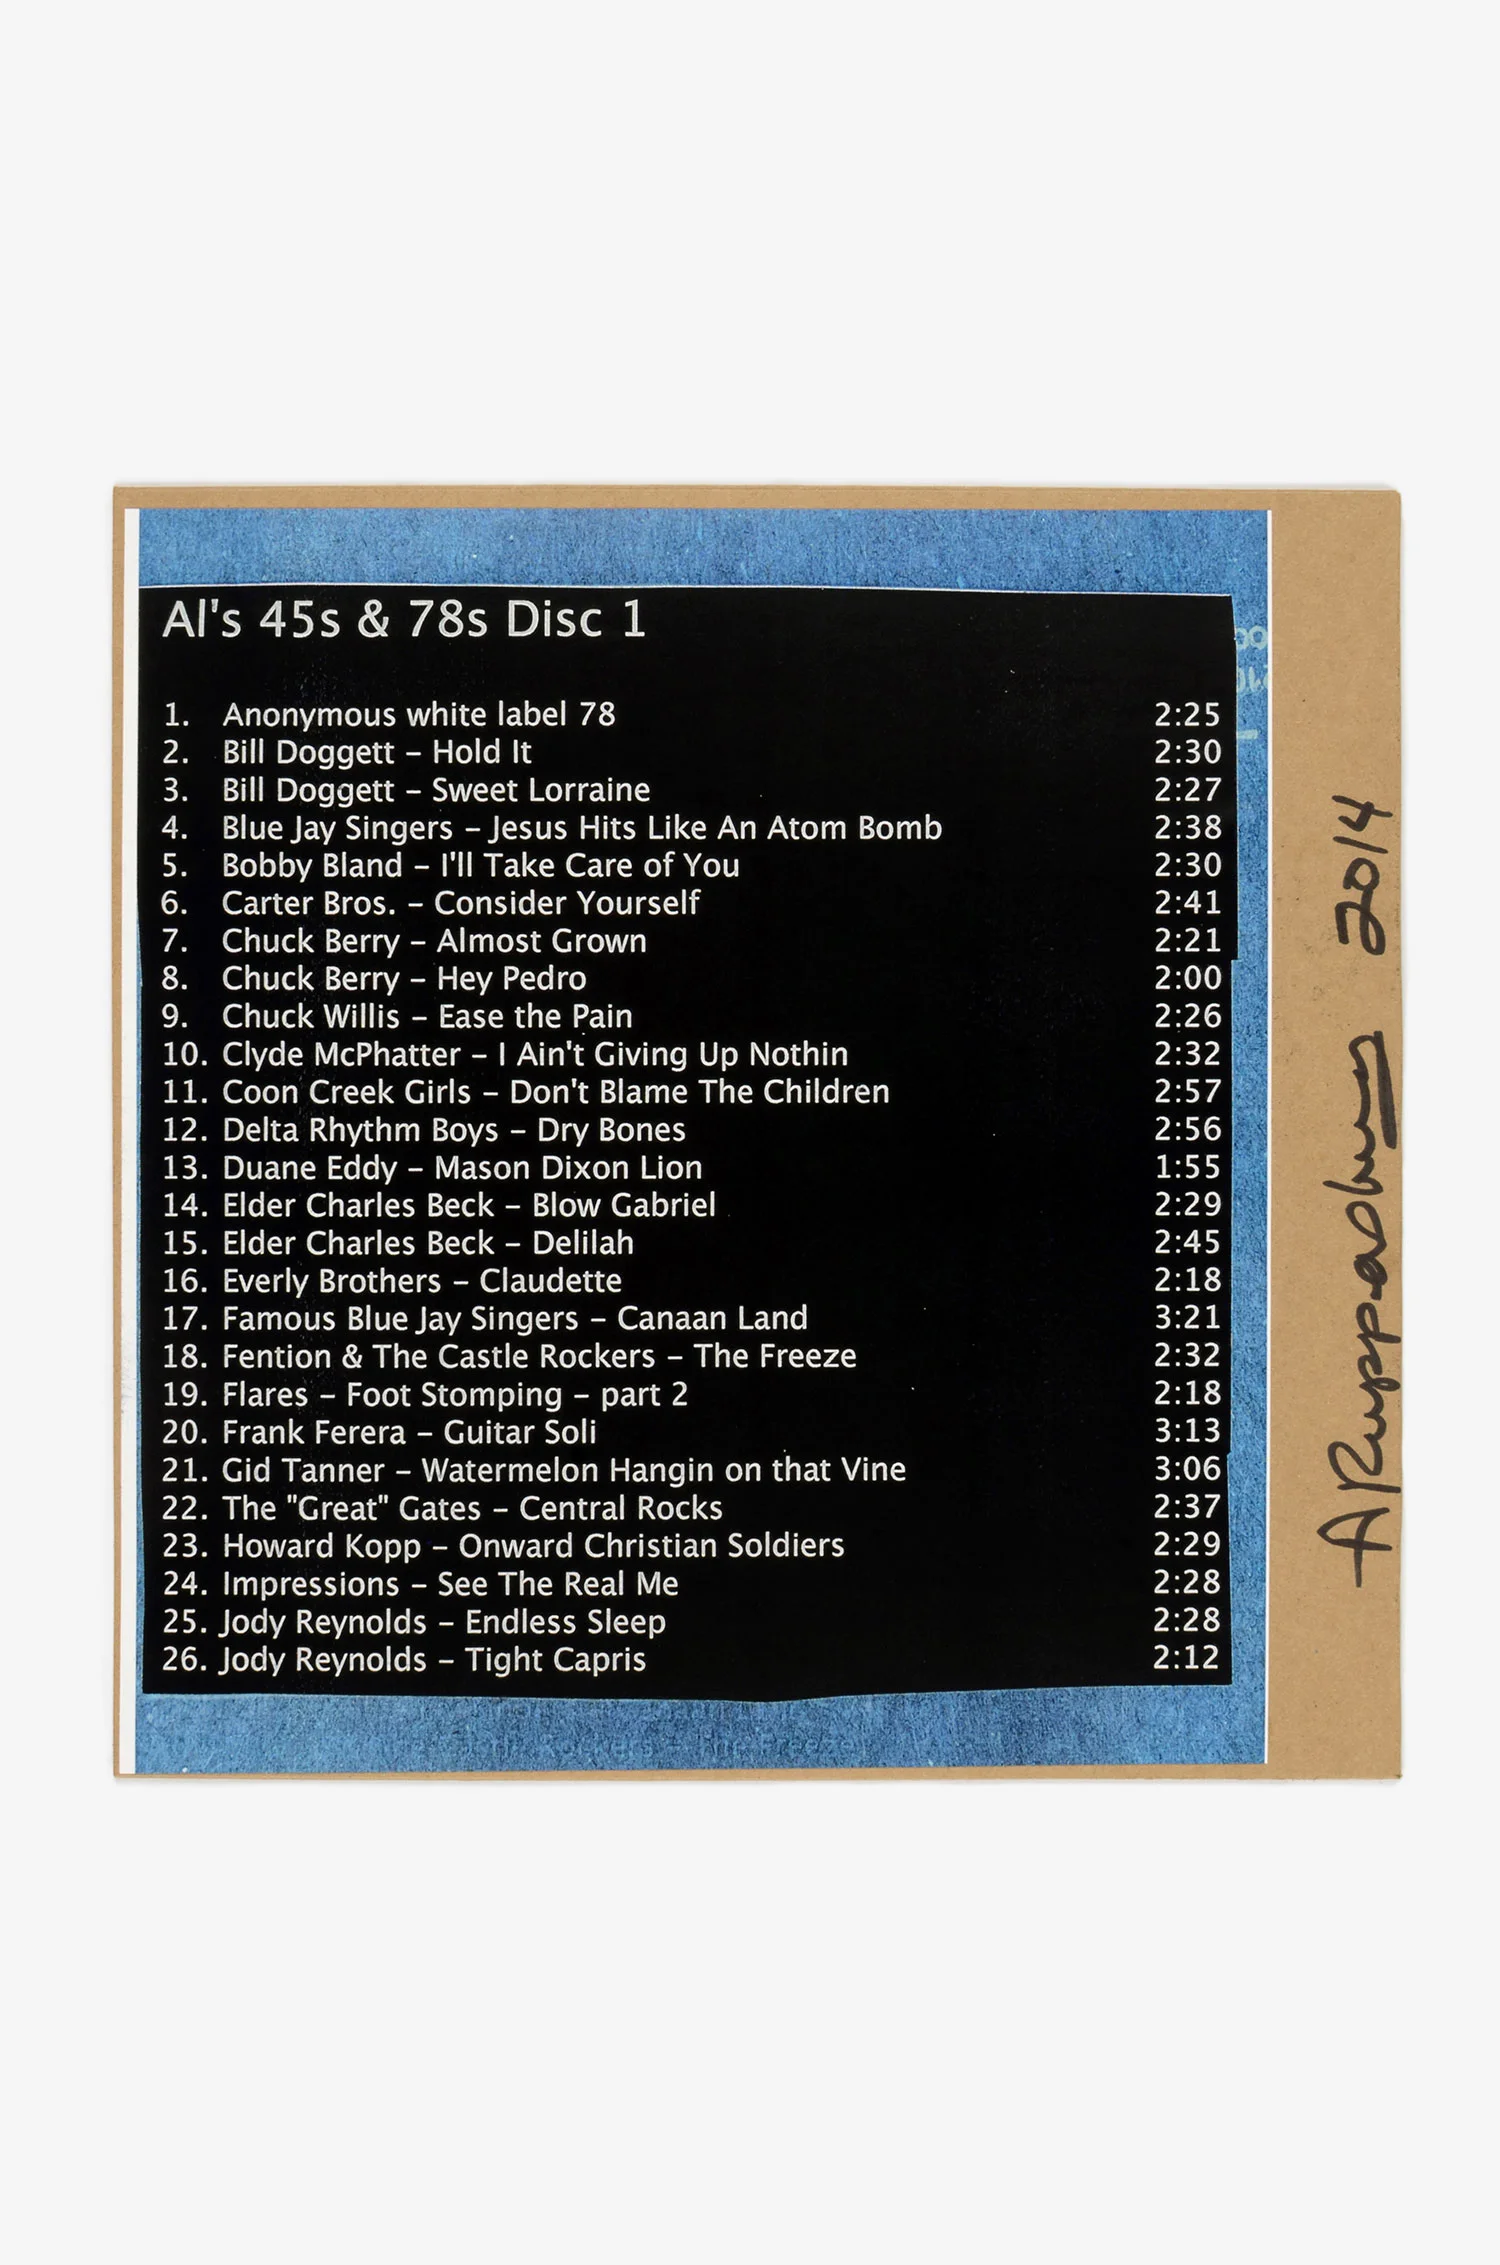 Al's 45s & 78s Disc 1
1. Anonymous white label 78 2:25
2. Bill Doggett – Hold It 2:30
3. Bill Doggett – Sweet Lorraine 2:27
4. Blue Jay Singers – Jesus Hits Like An Atom Bomb 2:38
5. Bobby Bland – I'll Take Care of You 2:30
6. Carter Bros. – Consider Yourself 2:41
7. Chuck Berry – Almost Grown 2:21
8. Chuck Berry – Hey Pedro 2:00
9. Chuck Willis – Ease the Pain 2:26
10. Clyde McPhatter – I Ain't Giving Up Nothin 2:32
11. Coon Creek Girls – Don't Blame The Children 2:57
12. Delta Rhythm Boys – Dry Bones 2:56
13. Duane Eddy – Mason Dixon Lion 1:55
14. Elder Charles Beck – Blow Gabriel 2:29
15. Elder Charles Beck – Delilah 2:45
16. Everly Brothers – Claudette 2:18
17. Famous Blue Jay Singers – Canaan Land 3:21
18. Fention & The Castle Rockers – The Freeze 2:32
19. Flares – Foot Stomping – part 2 2:18
20. Frank Ferera – Guitar Soli 3:13
21. Gid Tanner – Watermelon Hangin on that Vine 3:06
22. The "Great" Gates – Central Rocks 2:37
23. Howard Kopp – Onward Christian Soldiers 2:29
24. Impressions – See The Real Me 2:28
25. Jody Reynolds – Endless Sleep 2:28
26. Jody Reynolds – Tight Capris 2:12
A Ruppersberg 2014